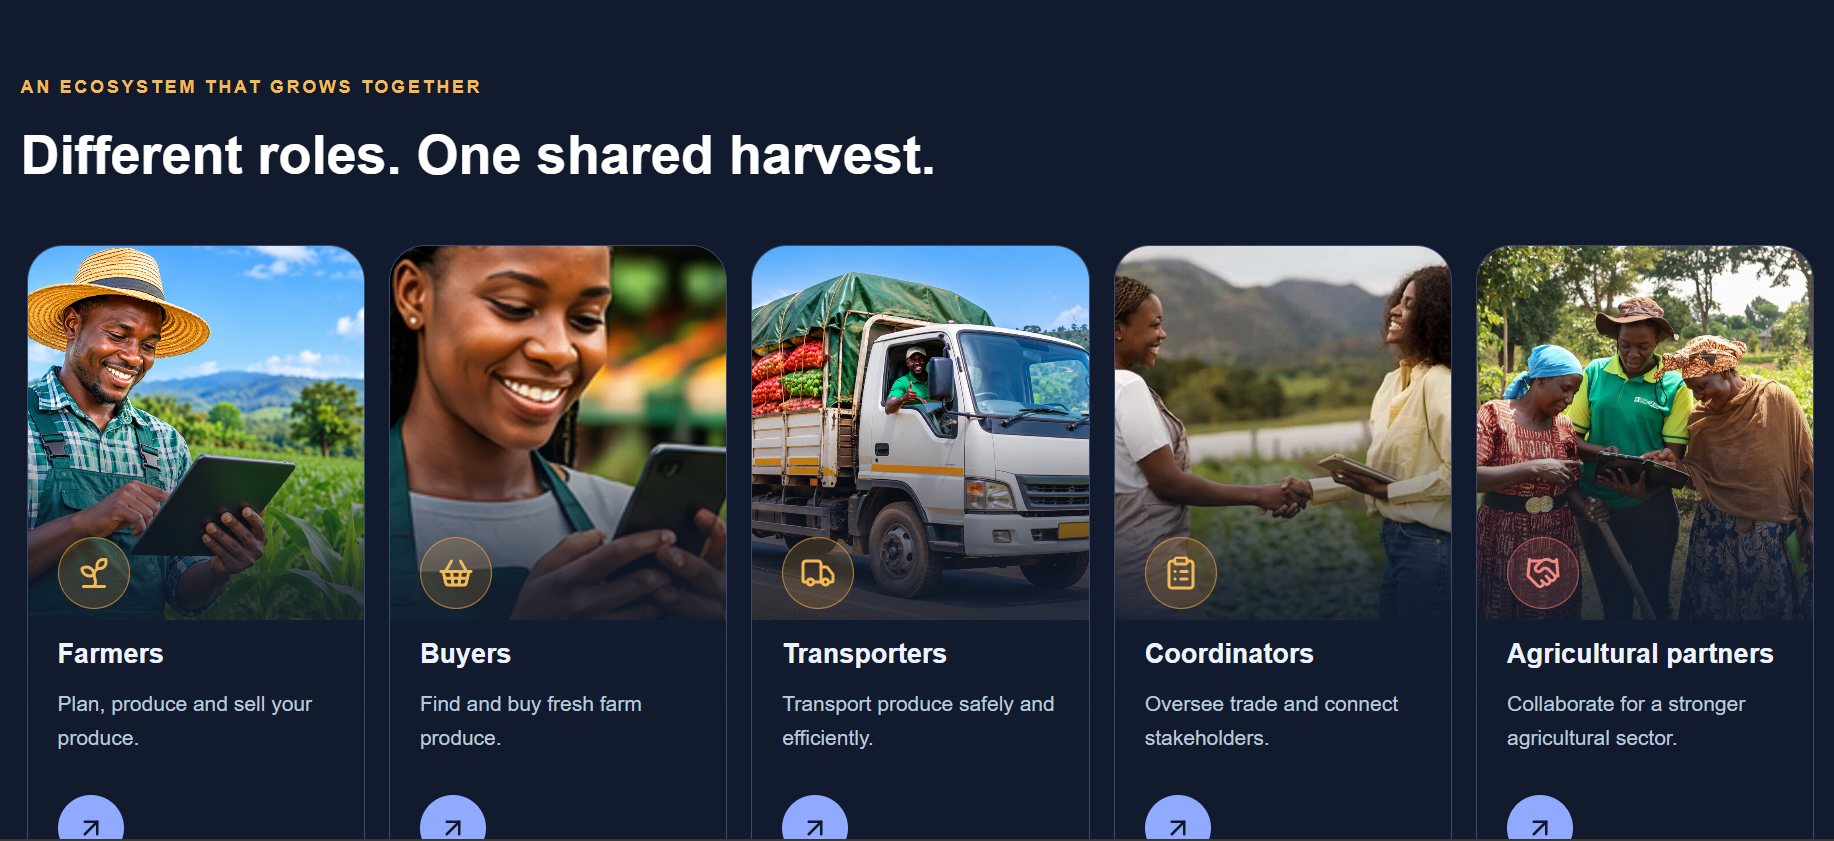 AN ECOSYSTEM THAT GROWS TOGETHER
Different roles. One shared harvest.
Farmers
Plan, produce and sell your
produce.
Buyers
Find and buy fresh farm
produce.
Transporters
Transport produce safely and
efficiently.
Coordinators
Oversee trade and connect
stakeholders.
Agricultural partners
Collaborate for a stronger
agricultural sector.